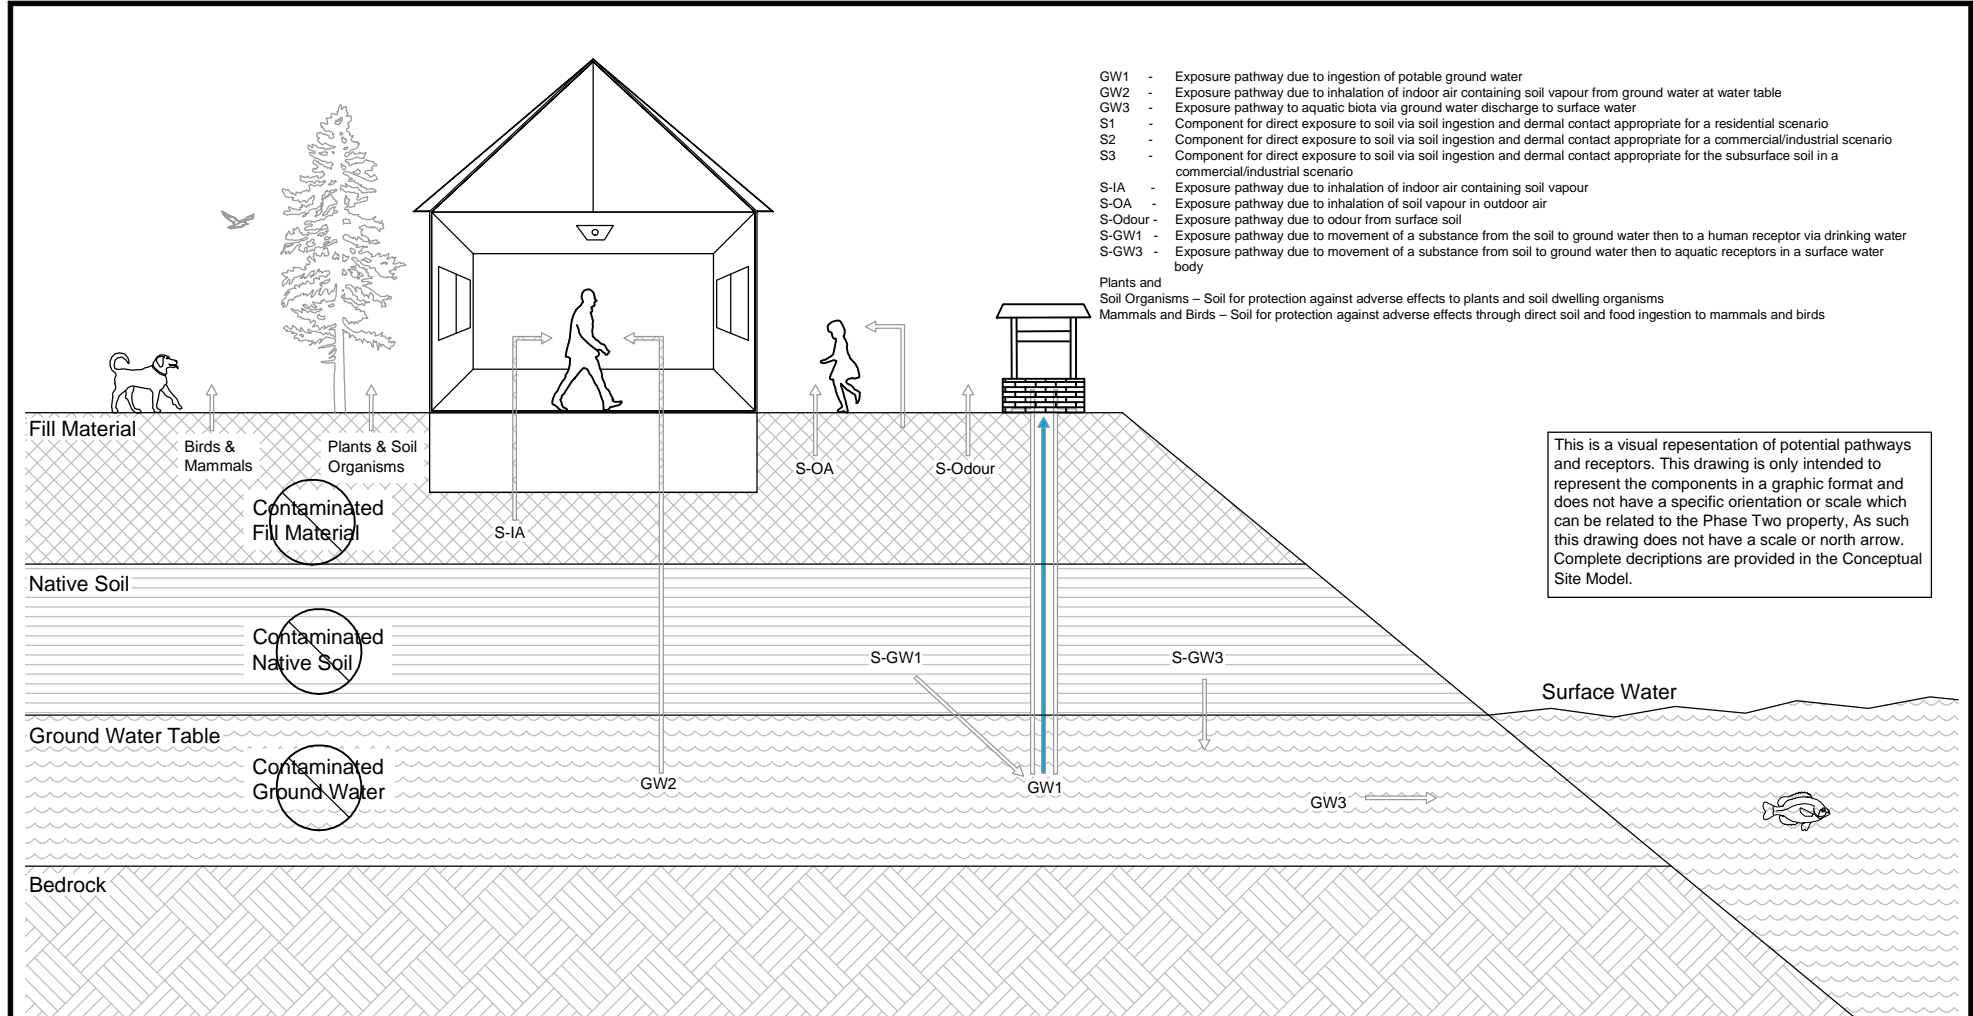 GW1 - Exposure pathway due to ingestion of potable ground water
GW2 - Exposure pathway due to inhalation of indoor air containing soil vapour from ground water at water table
GW3 - Exposure pathway to aquatic biota via ground water discharge to surface water
S1 - Component for direct exposure to soil via soil ingestion and dermal contact appropriate for a residential scenario
S2 - Component for direct exposure to soil via soil ingestion and dermal contact appropriate for a commercial/industrial scenario
S3 - Component for direct exposure to soil via soil ingestion and dermal contact appropriate for the subsurface soil in a
commercial/industrial scenario
S-IA - Exposure pathway due to inhalation of indoor air containing soil vapour
S-OA - Exposure pathway due to inhalation of soil vapour in outdoor air
S-Odour - Exposure pathway due to odour from surface soil
S-GW1 - Exposure pathway due to movement of a substance from the soil to ground water then to a human receptor via drinking water
S-GW3 - Exposure pathway due to movement of a substance from soil to ground water then to aquatic receptors in a surface water
body
Plants and
Soil Organisms – Soil for protection against adverse effects to plants and soil dwelling organisms
Mammals and Birds – Soil for protection against adverse effects through direct soil and food ingestion to mammals and birds
Fill Material
Birds &
Mammals
Plants & Soil
Organisms
S-OA
S-Odour
Contaminated
Fill Material
S-IA
This is a visual repesentation of potential pathways
and receptors. This drawing is only intended to
represent the components in a graphic format and
does not have a specific orientation or scale which
can be related to the Phase Two property, As such
this drawing does not have a scale or north arrow.
Complete decriptions are provided in the Conceptual
Site Model.
Native Soil
Contaminated
Native Soil
S-GW1
S-GW3
Surface Water
Ground Water Table
Contaminated
Ground Water
GW2
GW1
GW3
Bedrock